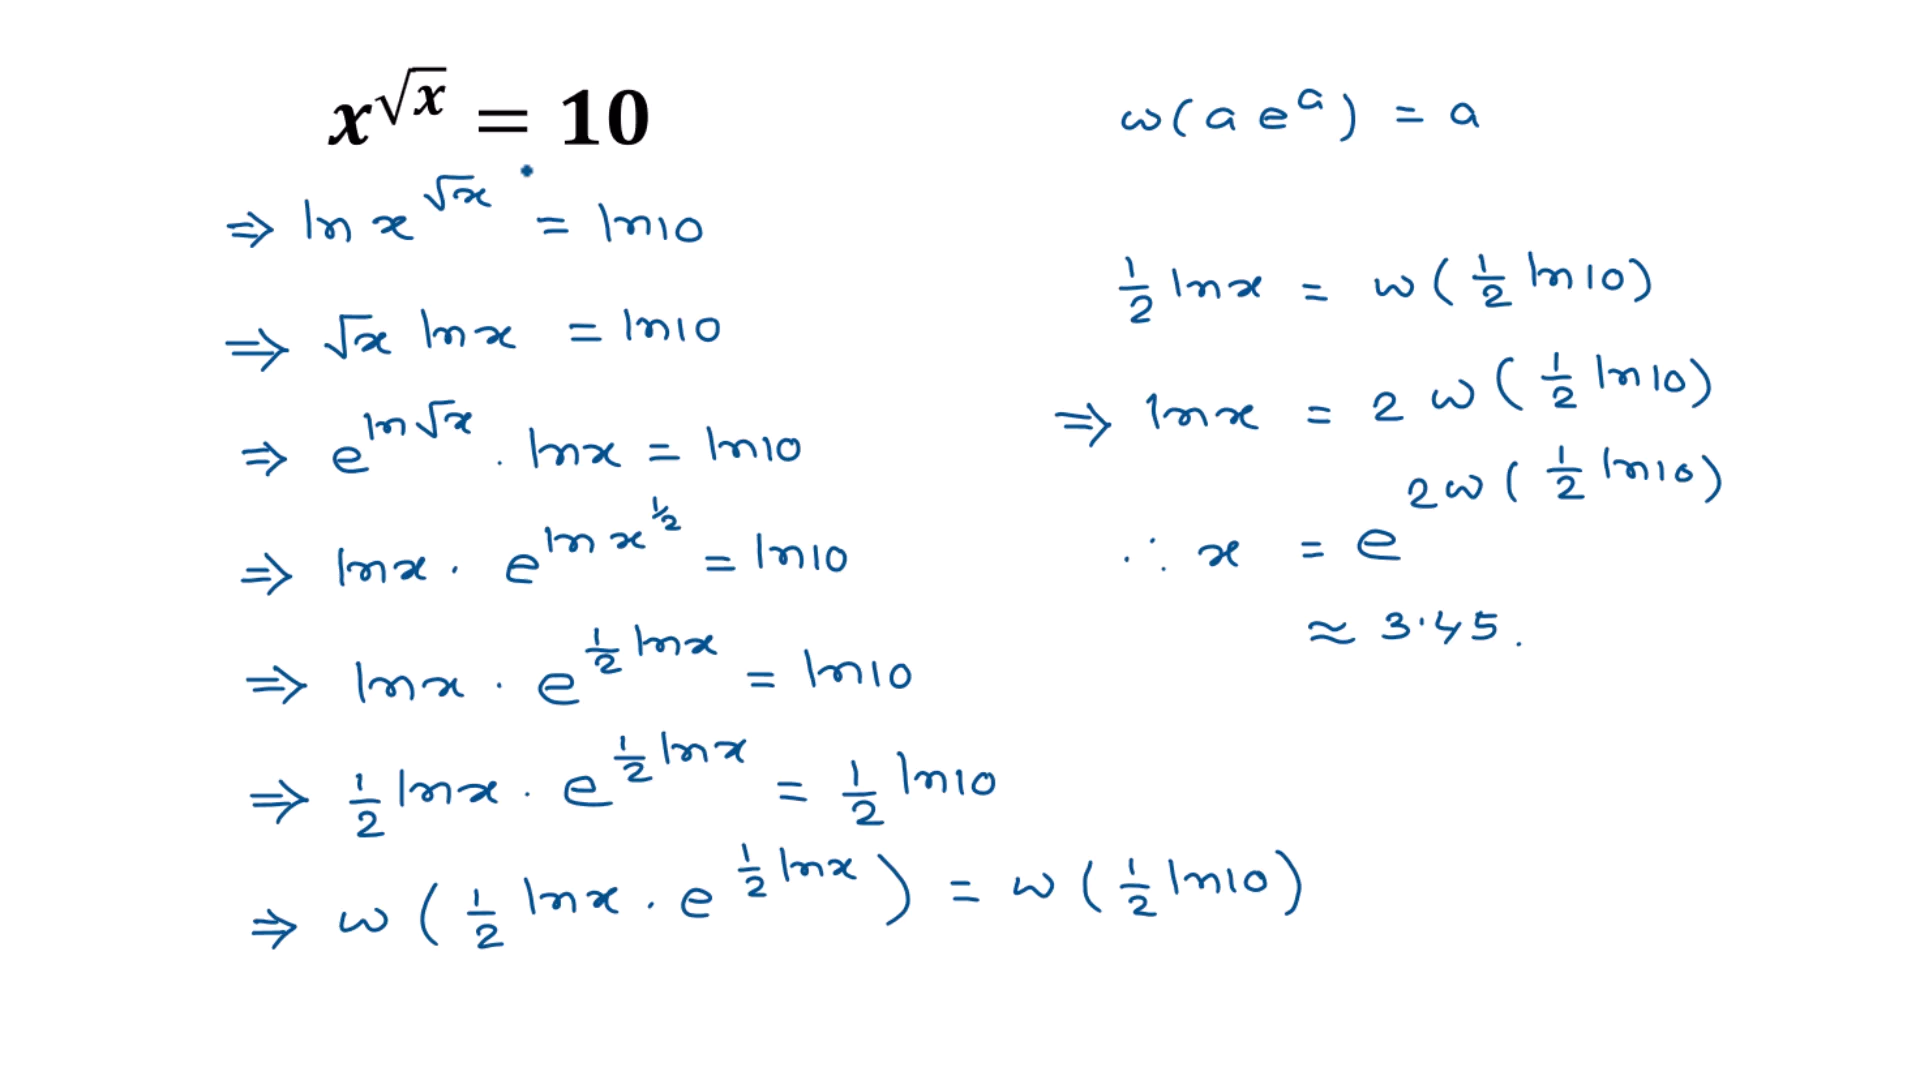 x^√x = 10
⇒ ln x^√x = ln10
⇒ √x lnx = ln10
⇒ e^(ln√x) . lnx = ln10
⇒ lnx . e^(ln x^(1/2)) = ln10
⇒ lnx . e^(1/2 lnx) = ln10
⇒ 1/2 lnx . e^(1/2 lnx) = 1/2 ln10
⇒ w(1/2 lnx . e^(1/2 lnx)) = w(1/2 ln10)
w(a e^a) = a
1/2 lnx = w(1/2 ln10)
⇒ lnx = 2 w(1/2 ln10)
∴ x = e^(2w(1/2 ln10))
≈ 3.45.